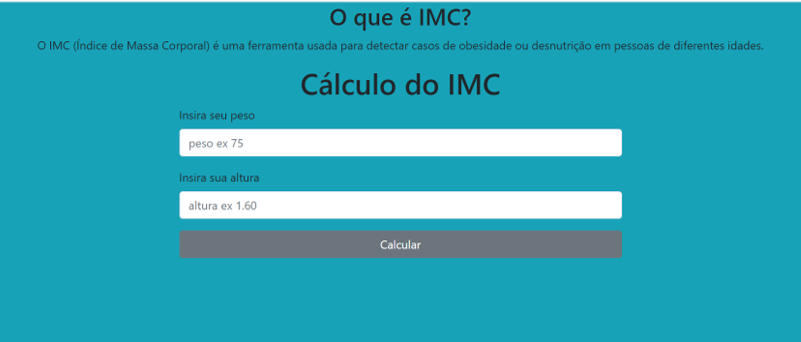 O que é IMC?
O IMC (Índice de Massa Corporal) é uma ferramenta usada para detectar casos de obesidade ou desnutrição em pessoas de diferentes idades.
Cálculo do IMC
Insira seu peso
peso ex 75
Insira sua altura
altura ex 1.60
Calcular